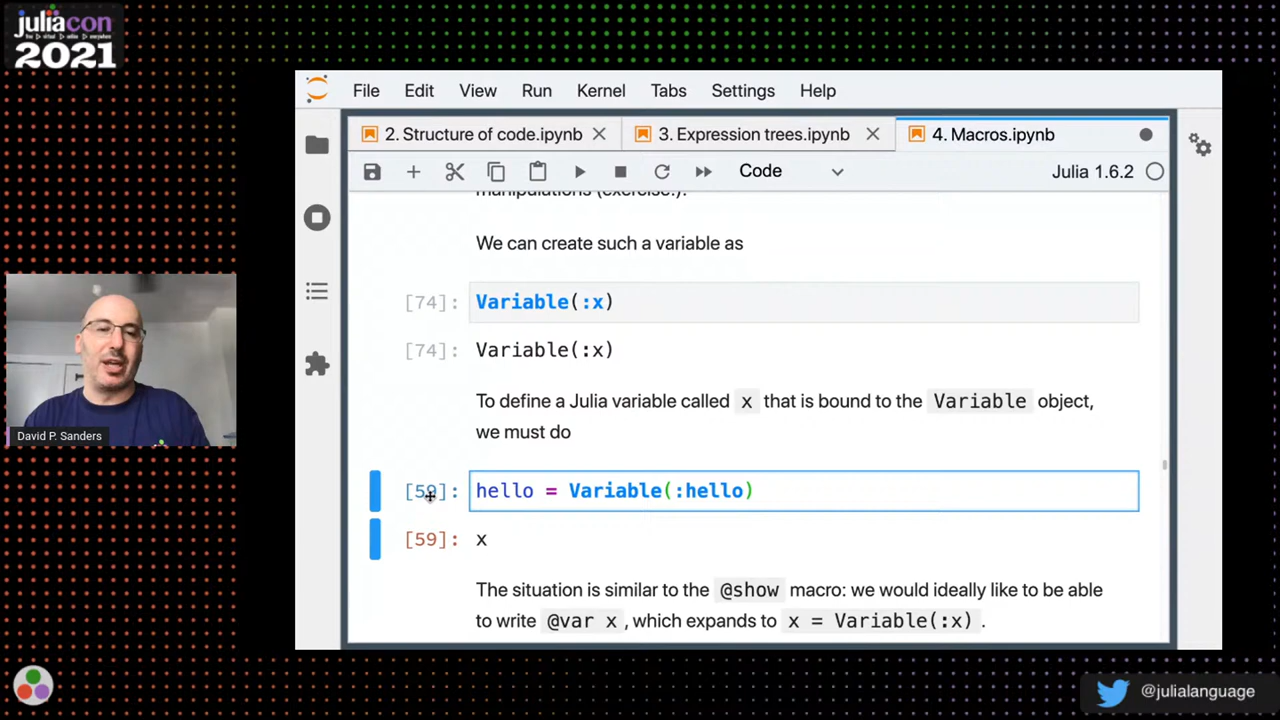 juliacon
2021
File Edit View Run Kernel Tabs Settings Help
2. Structure of code.ipynb 3. Expression trees.ipynb 4. Macros.ipynb
Code Julia 1.6.2
manipulations (exercise!).
We can create such a variable as
[74]: Variable(:x)
[74]: Variable(:x)
To define a Julia variable called x that is bound to the Variable object,
we must do
[59]: hello = Variable(:hello)
[59]: x
The situation is similar to the @show macro: we would ideally like to be able
to write @var x, which expands to x = Variable(:x).
David P. Sanders
@julialanguage